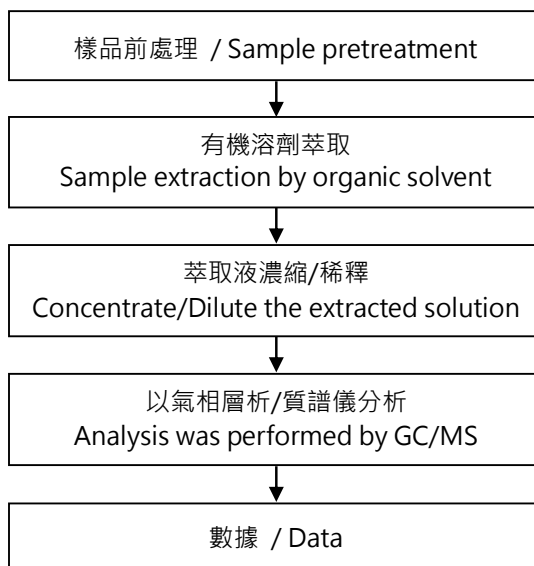 樣品前處理 / Sample pretreatment
有機溶劑萃取
Sample extraction by organic solvent
萃取液濃縮/稀釋
Concentrate/Dilute the extracted solution
以氣相層析/質譜儀分析
Analysis was performed by GC/MS
數據 / Data